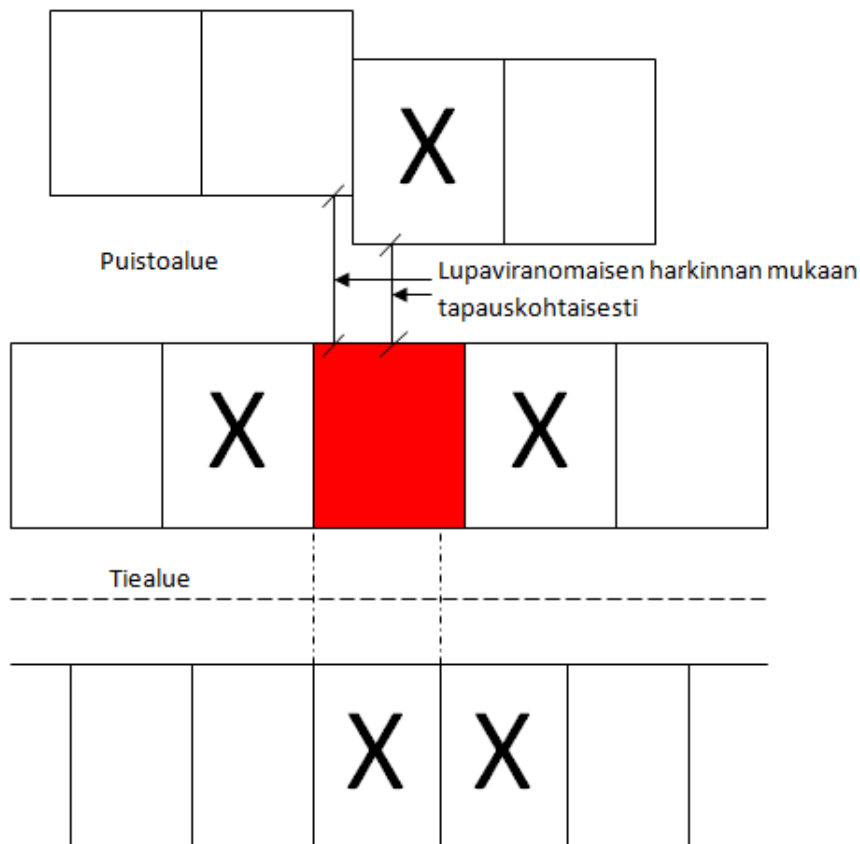 X
Puistoalue
Lupaviranomaisen harkinnan mukaan
tapauskohtaisesti
X X
Tiealue
X X